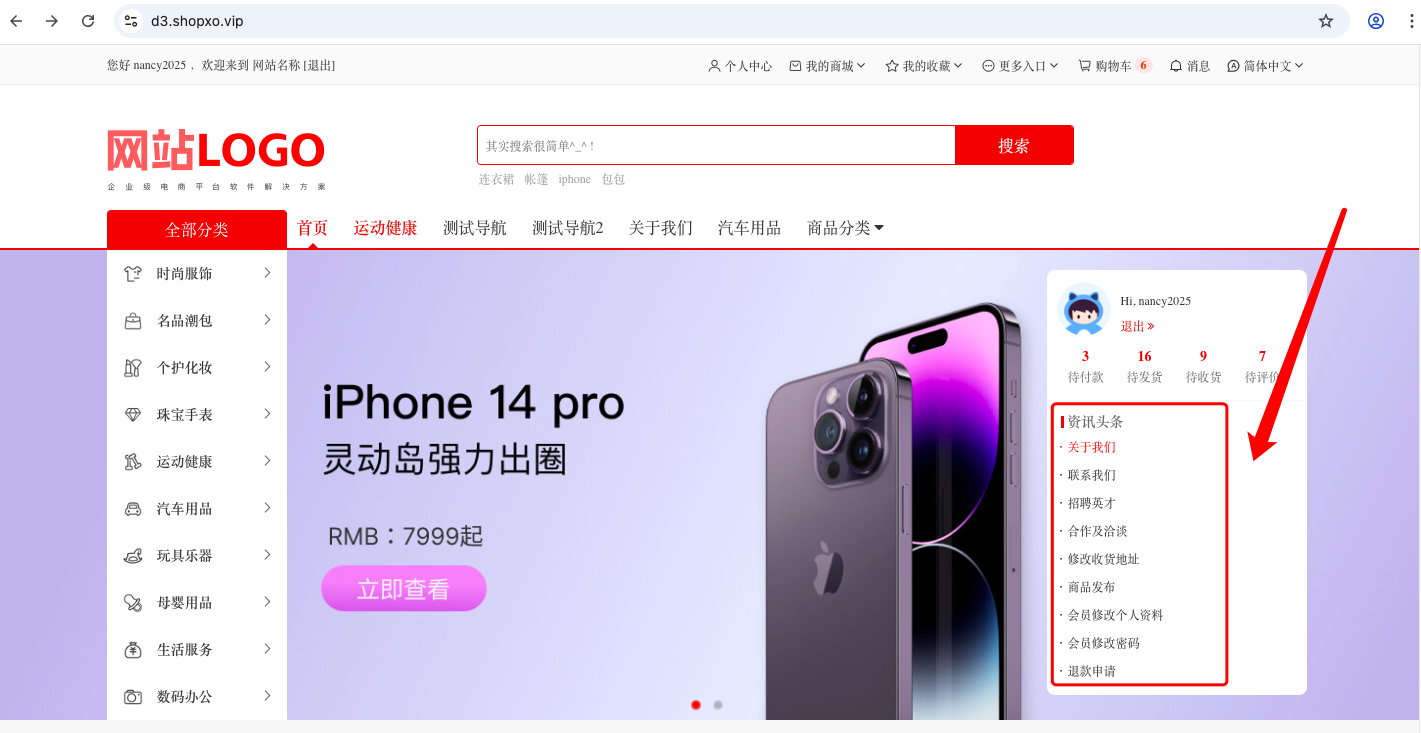 d3.shopxo.vip
您好 nancy2025 ，欢迎来到 网站名称 [退出]
个人中心 我的商城 我的收藏 更多入口 购物车 6 消息 简体中文
网站LOGO
企业级电商平台软件解决方案
其实搜索很简单^_^ !
搜索
连衣裙 帐篷 iphone 包包
全部分类 首页 运动健康 测试导航 测试导航2 关于我们 汽车用品 商品分类
时尚服饰
名品潮包
个护化妆
珠宝手表
运动健康
汽车用品
玩具乐器
母婴用品
生活服务
数码办公
iPhone 14 pro
灵动岛强力出圈
RMB：7999起
立即查看
Hi, nancy2025
退出
3 16 9 7
待付款 待发货 待收货 待评价
资讯头条
· 关于我们
· 联系我们
· 招聘英才
· 合作及洽谈
· 修改收货地址
· 商品发布
· 会员修改个人资料
· 会员修改密码
· 退款申请